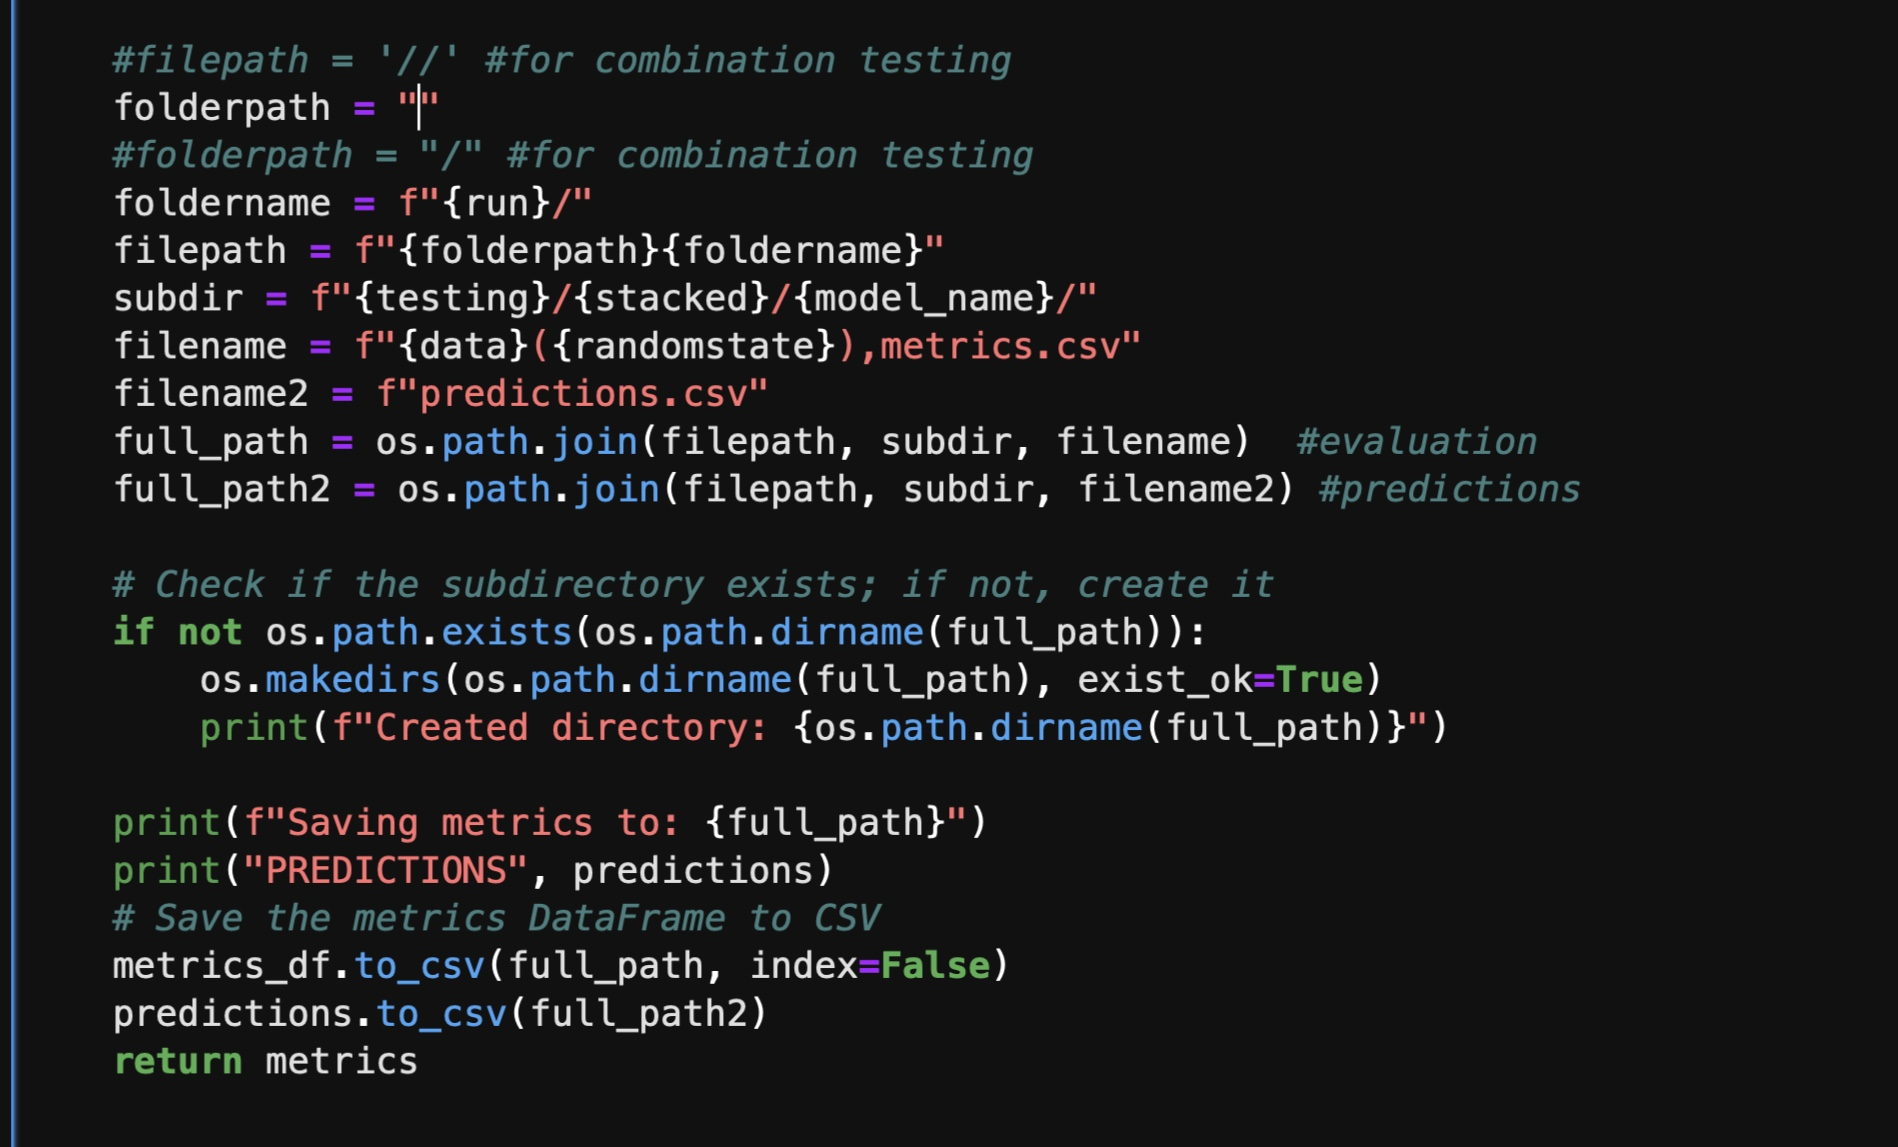 #filepath = '//' #for combination testing
folderpath = ""
#folderpath = "/" #for combination testing
foldername = f"{run}/"
filepath = f"{folderpath}{foldername}"
subdir = f"{testing}/{stacked}/{model_name}/"
filename = f"{data}({randomstate}),metrics.csv"
filename2 = f"predictions.csv"
full_path = os.path.join(filepath, subdir, filename)  #evaluation
full_path2 = os.path.join(filepath, subdir, filename2) #predictions

# Check if the subdirectory exists; if not, create it
if not os.path.exists(os.path.dirname(full_path)):
    os.makedirs(os.path.dirname(full_path), exist_ok=True)
    print(f"Created directory: {os.path.dirname(full_path)}")

print(f"Saving metrics to: {full_path}")
print("PREDICTIONS", predictions)
# Save the metrics DataFrame to CSV
metrics_df.to_csv(full_path, index=False)
predictions.to_csv(full_path2)
return metrics